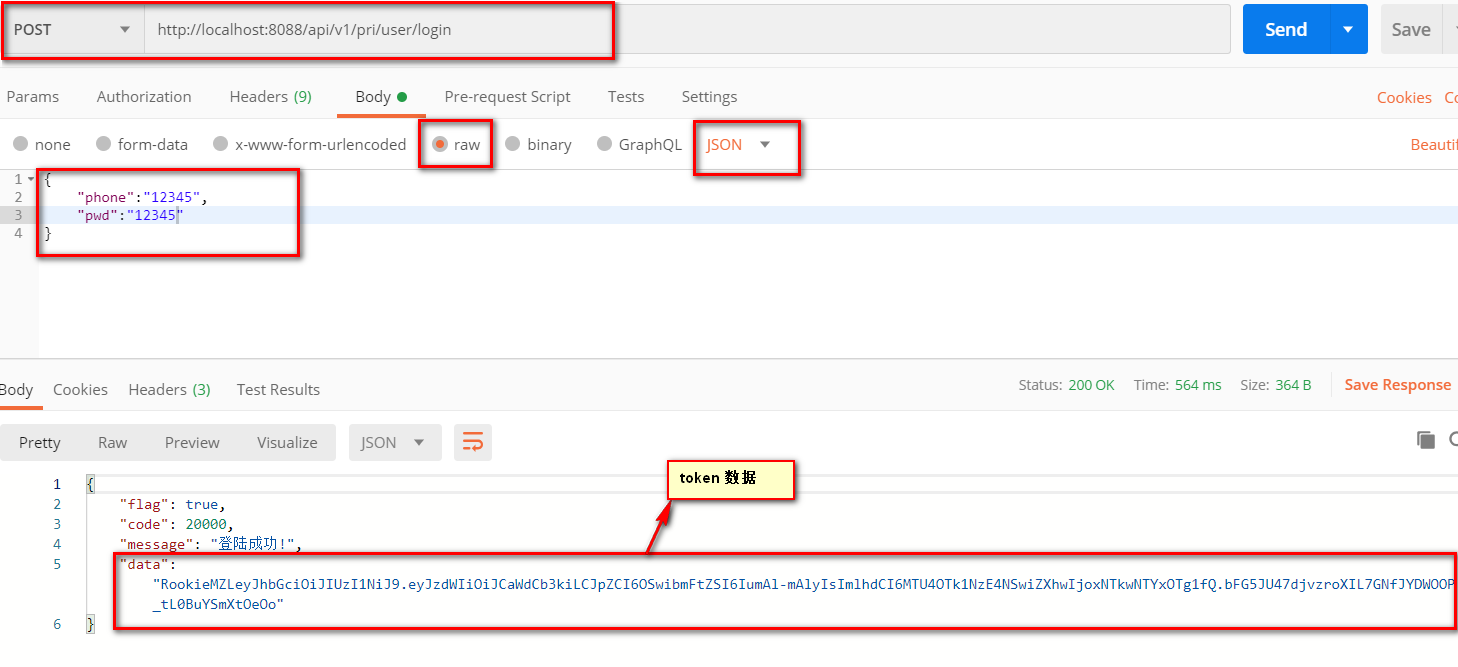 POST http://localhost:8088/api/v1/pri/user/login Send Save
Params Authorization Headers (9) Body Pre-request Script Tests Settings Cookies
none form-data x-www-form-urlencoded raw binary GraphQL JSON Beautif
1 {
2 "phone":"12345",
3 "pwd":"12345"
4 }
Body Cookies Headers (3) Test Results Status: 200 OK Time: 564 ms Size: 364 B Save Response
Pretty Raw Preview Visualize JSON
token 数据
1 {
2 "flag": true,
3 "code": 20000,
4 "message": "登陆成功!",
5 "data":
"RookieMZLeyJhbGciOiJIUzI1NiJ9.eyJzdWIiOiJCaWdCb3kiLCJpZCI6OSwibmFtZSI6IumAl-mAlyIsImlhdCI6MTU4OTk1NzE4NSwiZXhwIjoxNTkwNTYxOTg1fQ.bFG5JU47djvzroXIL7GNfJYDWOOP
_tL0BuYSmXtOeOo"
6 }